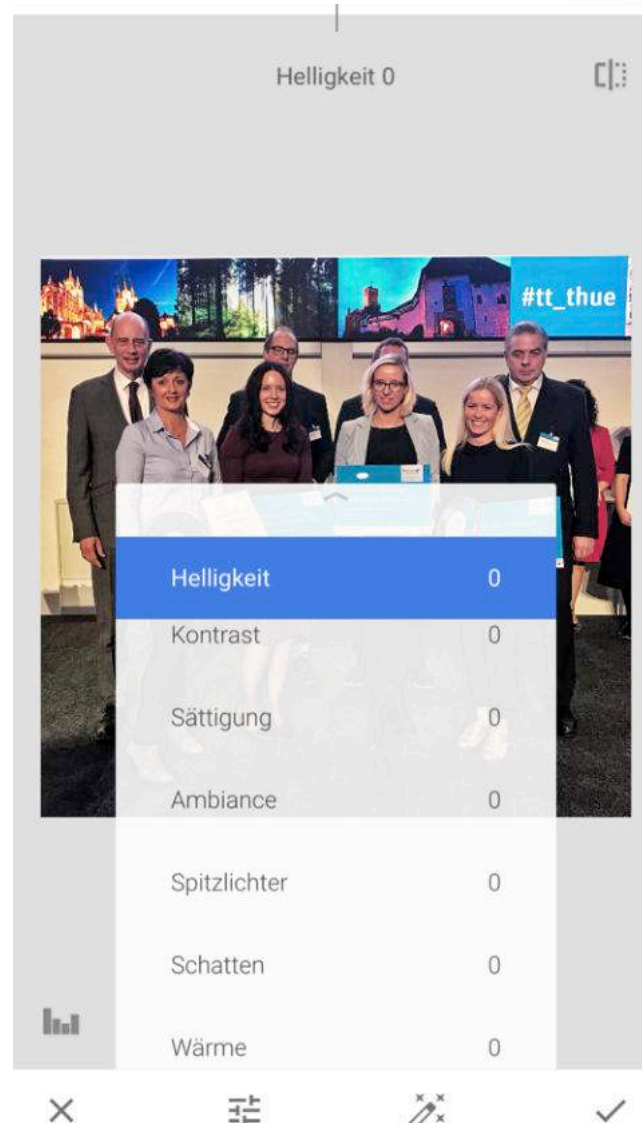 Helligkeit 0
#tt_thue
Helligkeit 0
Kontrast 0
Sättigung 0
Ambiance 0
Spitzlichter 0
Schatten 0
Wärme 0